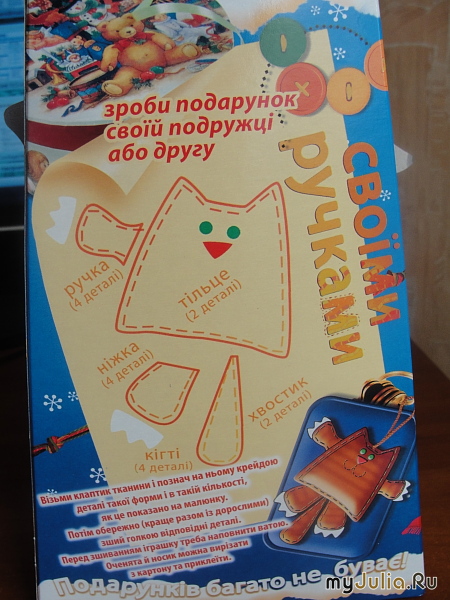 зроби подарунок
своїй подружці
або другу
своїми
ручками
ручка
(4 деталі)
тільце
(2 деталі)
ніжка
(4 деталі)
хвостик
(2 деталі)
кігті
(4 деталі)
Візьми клаптик тканини і познач на ньому крейдою
деталі такої форми і в такій кількості,
як це показано на малюнку.
Потім обережно (краще разом із дорослими)
зший голкою відповідні деталі.
Перед зшиванням іграшку треба наповнити ватою.
Оченята й носик можна вирізати
з картону та приклеїти.
Подарунків багато не буває!
myJulia.Ru